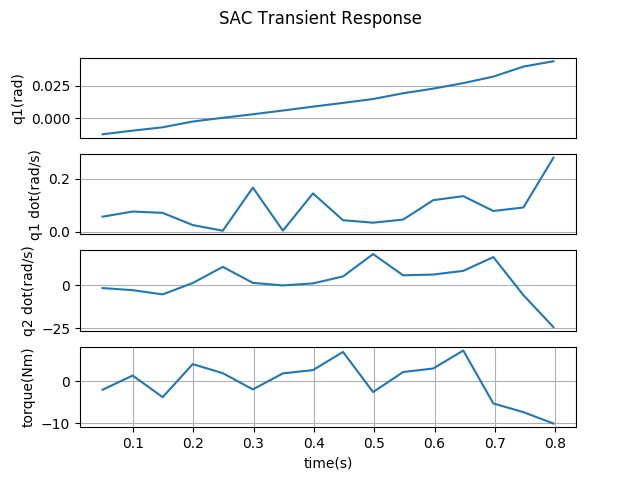 SAC Transient Response
q1(rad)
0.025
0.000
q1 dot(rad/s)
0.2
0.0
q2 dot(rad/s)
0
−25
torque(Nm)
0
−10
0.1 0.2 0.3 0.4 0.5 0.6 0.7 0.8
time(s)